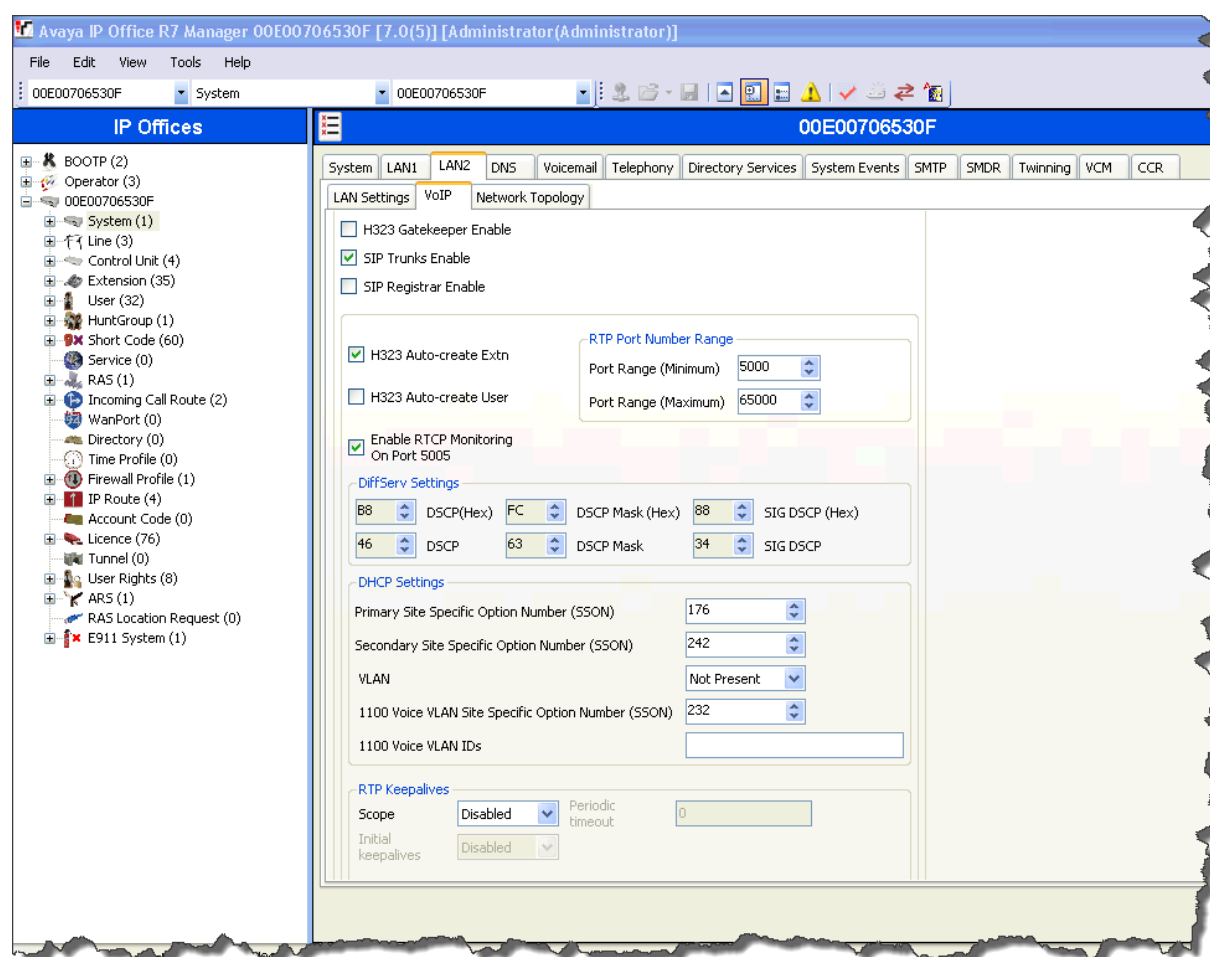 Avaya IP Office R7 Manager 00E00706530F [7.0(5)] [Administrator(Administrator)]
File Edit View Tools Help
00E00706530F System 00E00706530F
IP Offices
00E00706530F
BOOTP (2)
Operator (3)
00E00706530F
System (1)
Line (3)
Control Unit (4)
Extension (35)
User (32)
HuntGroup (1)
Short Code (60)
Service (0)
RAS (1)
Incoming Call Route (2)
WanPort (0)
Directory (0)
Time Profile (0)
Firewall Profile (1)
IP Route (4)
Account Code (0)
Licence (76)
Tunnel (0)
User Rights (8)
ARS (1)
RAS Location Request (0)
E911 System (1)
System LAN1 LAN2 DNS Voicemail Telephony Directory Services System Events SMTP SMDR Twinning VCM CCR
LAN Settings VoIP Network Topology
H323 Gatekeeper Enable
SIP Trunks Enable
SIP Registrar Enable
H323 Auto-create Extn
H323 Auto-create User
RTP Port Number Range
Port Range (Minimum) 5000
Port Range (Maximum) 65000
Enable RTCP Monitoring
On Port 5005
DiffServ Settings
B8 DSCP(Hex) FC DSCP Mask (Hex) 88 SIG DSCP (Hex)
46 DSCP 63 DSCP Mask 34 SIG DSCP
DHCP Settings
Primary Site Specific Option Number (SSON) 176
Secondary Site Specific Option Number (SSON) 242
VLAN Not Present
1100 Voice VLAN Site Specific Option Number (SSON) 232
1100 Voice VLAN IDs
RTP Keepalives
Scope Disabled Periodic timeout 0
Initial keepalives Disabled